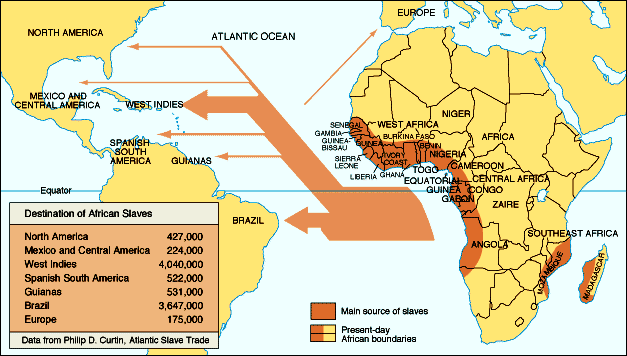 EUROPE
NORTH AMERICA
ATLANTIC OCEAN
MEXICO AND
CENTRAL AMERICA
WEST INDIES
SPANISH
SOUTH
AMERICA
GUIANAS
Equator
BRAZIL
SENEGAL
GAMBIA
GUINEA-
BISSAU
GUINEA
SIERRA
LEONE
LIBERIA
IVORY
COAST
GHANA
WEST AFRICA
BURKINA FASO
TOGO
BENIN
NIGER
NIGERIA
AFRICA
CAMEROON
CENTRAL AFRICA
EQUATORIAL
GUINEA
GABON
CONGO
ZAIRE
ANGOLA
SOUTHEAST AFRICA
MOZAMBIQUE
MADAGASCAR
Destination of African Slaves
North America 427,000
Mexico and Central America 224,000
West Indies 4,040,000
Spanish South America 522,000
Guianas 531,000
Brazil 3,647,000
Europe 175,000
Data from Phillip D. Curtin, Atlantic Slave Trade
Main source of slaves
Present-day
African boundaries